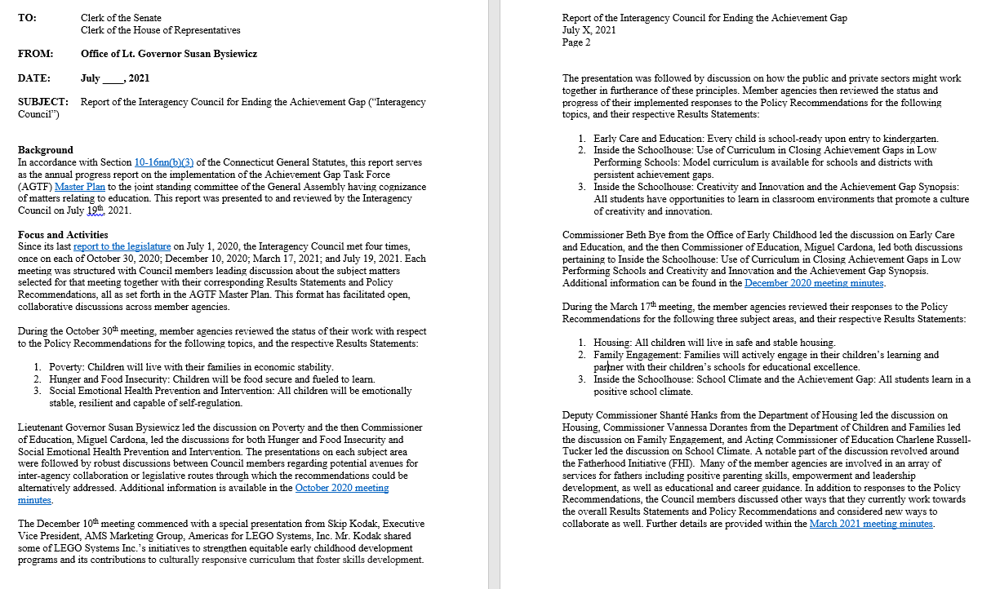 TO: Clerk of the Senate
Clerk of the House of Representatives
FROM: Office of Lt. Governor Susan Bysiewicz
DATE: July ____, 2021
SUBJECT: Report of the Interagency Council for Ending the Achievement Gap (“Interagency
Council”)
Background
In accordance with Section 10-16nn(b)(3) of the Connecticut General Statutes, this report serves
as the annual progress report on the implementation of the Achievement Gap Task Force
(AGTF) Master Plan to the joint standing committee of the General Assembly having cognizance
of matters relating to education. This report was presented to and reviewed by the Interagency
Council on July 19th, 2021.
Focus and Activities
Since its last report to the legislature on July 1, 2020, the Interagency Council met four times,
once on each of October 30, 2020; December 10, 2020; March 17, 2021; and July 19, 2021. Each
meeting was structured with Council members leading discussion about the subject matters
selected for that meeting together with their corresponding Results Statements and Policy
Recommendations, all as set forth in the AGTF Master Plan. This format has facilitated open,
collaborative discussions across member agencies.
During the October 30th meeting, member agencies reviewed the status of their work with respect
to the Policy Recommendations for the following topics, and the respective Results Statements:
1. Poverty: Children will live with their families in economic stability.
2. Hunger and Food Insecurity: Children will be food secure and fueled to learn.
3. Social Emotional Health Prevention and Intervention: All children will be emotionally
stable, resilient and capable of self-regulation.
Lieutenant Governor Susan Bysiewicz led the discussion on Poverty and the then Commissioner
of Education, Miguel Cardona, led the discussions for both Hunger and Food Insecurity and
Social Emotional Health Prevention and Intervention. The presentations on each subject area
were followed by robust discussions between Council members regarding potential avenues for
inter-agency collaboration or legislative routes through which the recommendations could be
alternatively addressed. Additional information is available in the October 2020 meeting
minutes.
The December 10th meeting commenced with a special presentation from Skip Kodak, Executive
Vice President, AMS Marketing Group, Americas for LEGO Systems, Inc. Mr. Kodak shared
some of LEGO Systems Inc.’s initiatives to strengthen equitable early childhood development
programs and its contributions to culturally responsive curriculum that foster skills development.
Report of the Interagency Council for Ending the Achievement Gap
July X, 2021
Page 2
The presentation was followed by discussion on how the public and private sectors might work
together in furtherance of these principles. Member agencies then reviewed the status and
progress of their implemented responses to the Policy Recommendations for the following
topics, and their respective Results Statements:
1. Early Care and Education: Every child is school-ready upon entry to kindergarten.
2. Inside the Schoolhouse: Use of Curriculum in Closing Achievement Gaps in Low
Performing Schools: Model curriculum is available for schools and districts with
persistent achievement gaps.
3. Inside the Schoolhouse: Creativity and Innovation and the Achievement Gap Synopsis:
All students have opportunities to learn in classroom environments that promote a culture
of creativity and innovation.
Commissioner Beth Bye from the Office of Early Childhood led the discussion on Early Care
and Education, and the then Commissioner of Education, Miguel Cardona, led both discussions
pertaining to Inside the Schoolhouse: Use of Curriculum in Closing Achievement Gaps in Low
Performing Schools and Creativity and Innovation and the Achievement Gap Synopsis.
Additional information can be found in the December 2020 meeting minutes.
During the March 17th meeting, the member agencies reviewed their responses to the Policy
Recommendations for the following three subject areas, and their respective Results Statements:
1. Housing: All children will live in safe and stable housing.
2. Family Engagement: Families will actively engage in their children’s learning and
partner with their children’s schools for educational excellence.
3. Inside the Schoolhouse: School Climate and the Achievement Gap: All students learn in a
positive school climate.
Deputy Commissioner Shanté Hanks from the Department of Housing led the discussion on
Housing, Commissioner Vannessa Dorantes from the Department of Children and Families led
the discussion on Family Engagement, and Acting Commissioner of Education Charlene Russell-
Tucker led the discussion on School Climate. A notable part of the discussion revolved around
the Fatherhood Initiative (FHI). Many of the member agencies are involved in an array of
services for fathers including positive parenting skills, empowerment and leadership
development, as well as educational and career guidance. In addition to responses to the Policy
Recommendations, the Council members discussed other ways that they currently work towards
the overall Results Statements and Policy Recommendations and considered new ways to
collaborate as well. Further details are provided within the March 2021 meeting minutes.